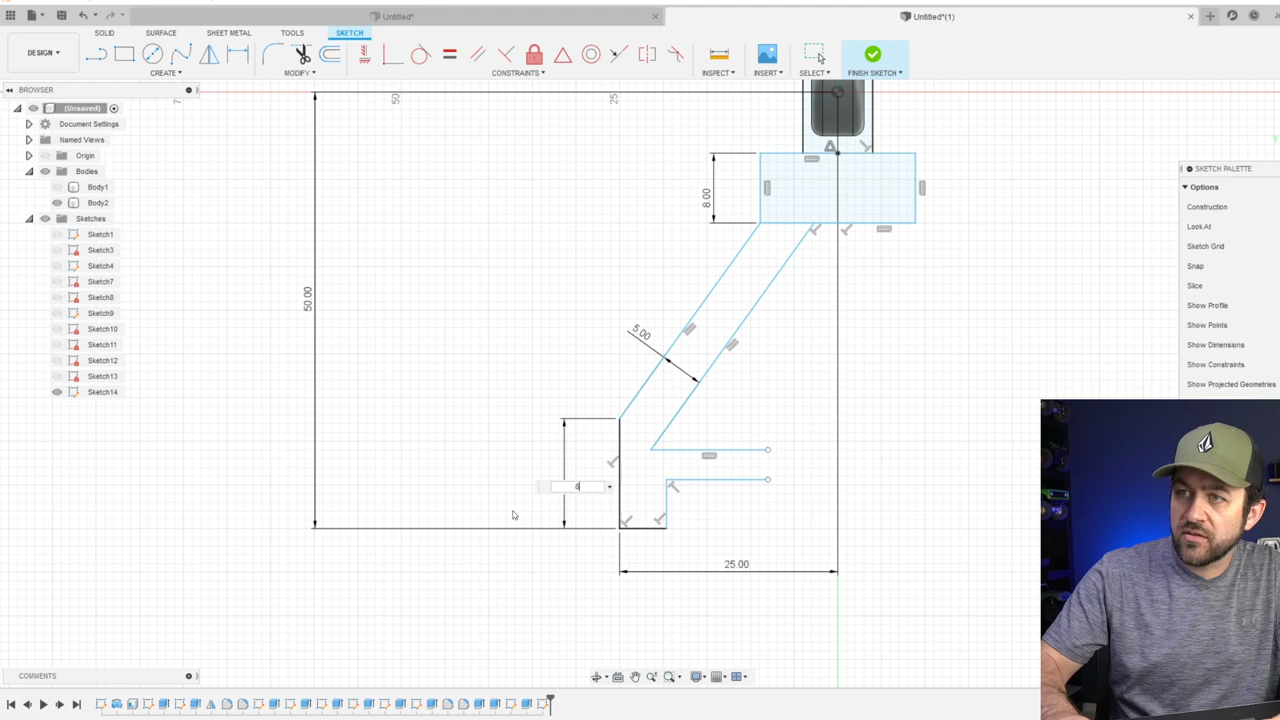 Untitled*
Untitled*(1)
DESIGN
SOLID
SURFACE
SHEET METAL
TOOLS
SKETCH
CREATE
MODIFY
CONSTRAINTS
INSPECT
INSERT
SELECT
FINISH SKETCH
BROWSER
(Unsaved)
Document Settings
Named Views
Origin
Bodies
Body1
Body2
Sketches
Sketch1
Sketch3
Sketch4
Sketch7
Sketch8
Sketch9
Sketch10
Sketch11
Sketch12
Sketch13
Sketch14
50
25
8.00
50.00
5.00
8
25.00
SKETCH PALETTE
Options
Construction
Look At
Sketch Grid
Snap
Slice
Show Profile
Show Points
Show Dimensions
Show Constraints
Show Projected Geometries
COMMENTS